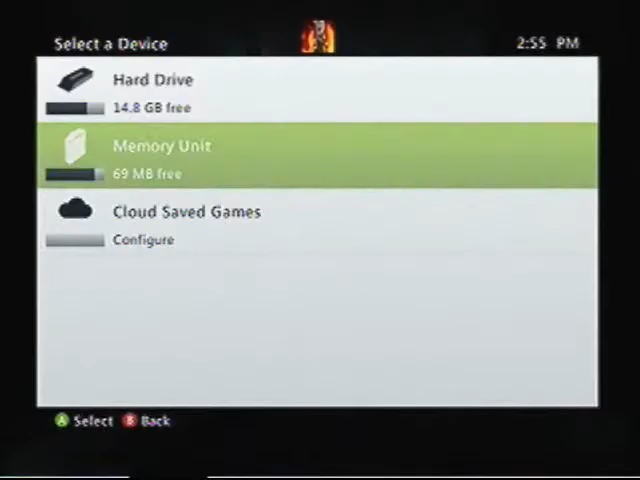 Select a Device
2:55 PM
Hard Drive
14.8 GB free
Memory Unit
69 MB free
Cloud Saved Games
Configure
A Select B Back